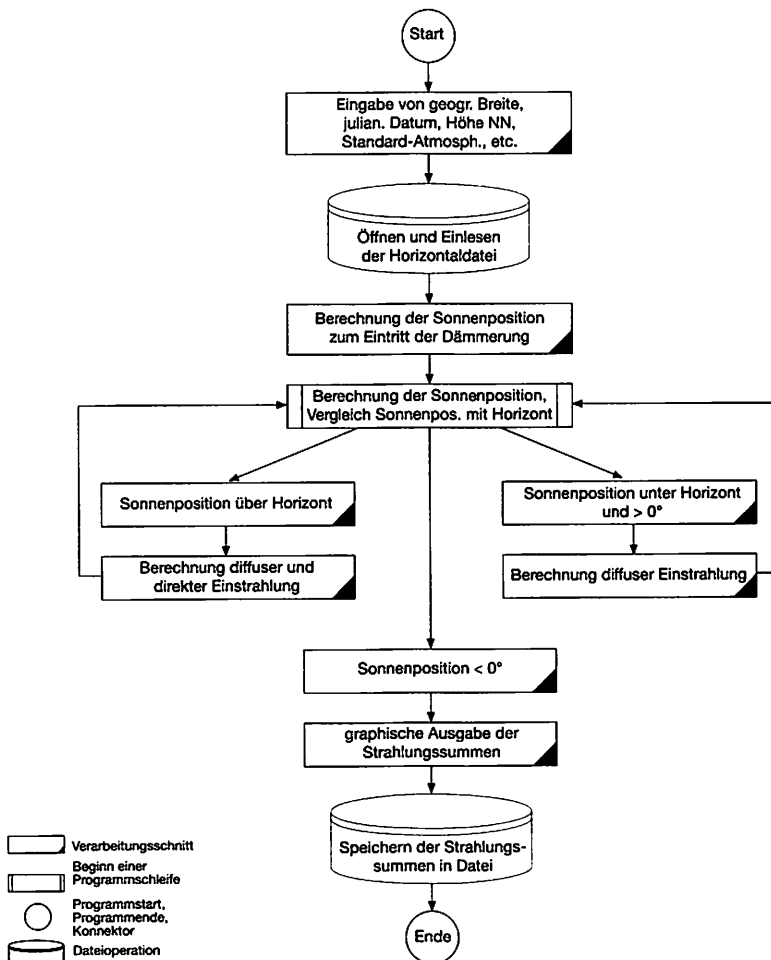 Start
Eingabe von geogr. Breite,
julian. Datum, Höhe NN,
Standard-Atmosph., etc.
Öffnen und Einlesen
der Horizontaldatei
Berechnung der Sonnenposition
zum Eintritt der Dämmerung
Berechnung der Sonnenposition,
Vergleich Sonnenpos. mit Horizont
Sonnenposition über Horizont
Sonnenposition unter Horizont
und > 0°
Berechnung diffuser und
direkter Einstrahlung
Berechnung diffuser Einstrahlung
Sonnenposition < 0°
graphische Ausgabe der
Strahlungssummen
Speichern der Strahlungs-
summen in Datei
Ende
Verarbeitungsschnitt
Beginn einer
Programmschleife
Programmstart,
Programmende,
Konnektor
Dateioperation